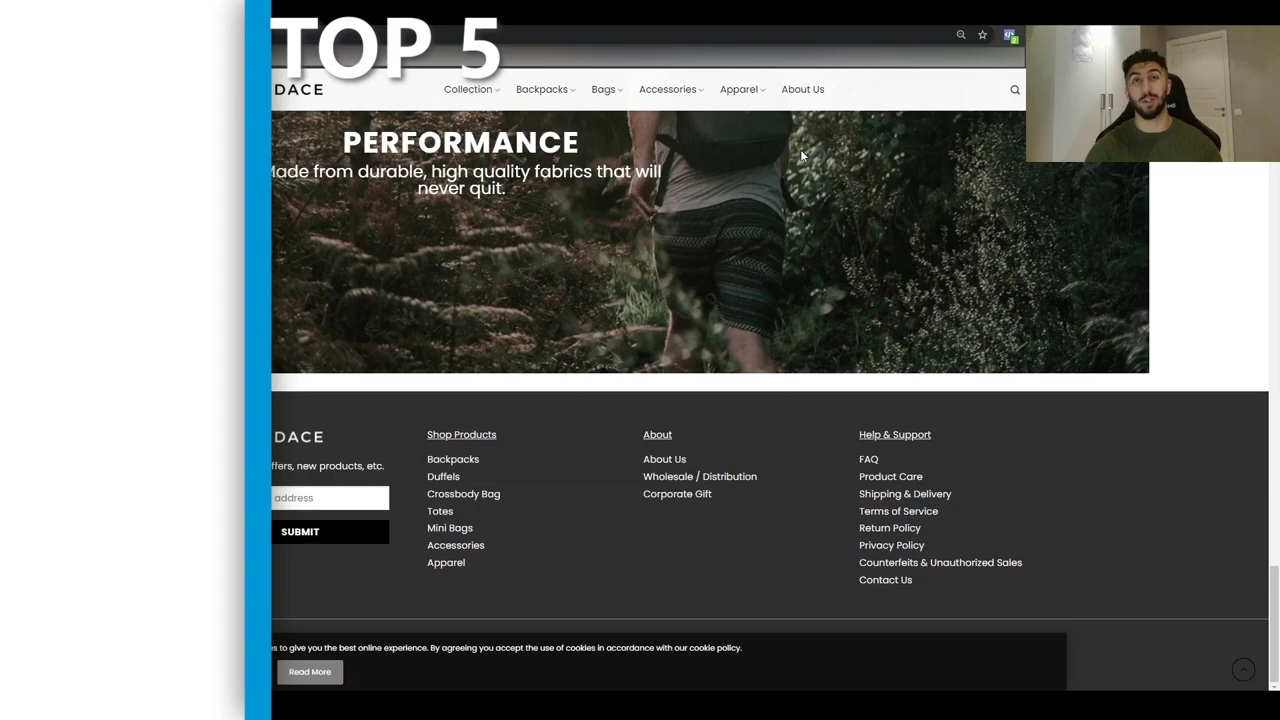 TOP 5
DACE
Collection
Backpacks
Bags
Accessories
Apparel
About Us
PERFORMANCE
Made from durable, high quality fabrics that will
never quit.
DACE
offers, new products, etc.
address
SUBMIT
Shop Products
Backpacks
Duffels
Crossbody Bag
Totes
Mini Bags
Accessories
Apparel
About
About Us
Wholesale / Distribution
Corporate Gift
Help & Support
FAQ
Product Care
Shipping & Delivery
Terms of Service
Return Policy
Privacy Policy
Counterfeits & Unauthorized Sales
Contact Us
to give you the best online experience. By agreeing you accept the use of cookies in accordance with our cookie policy.
Read More